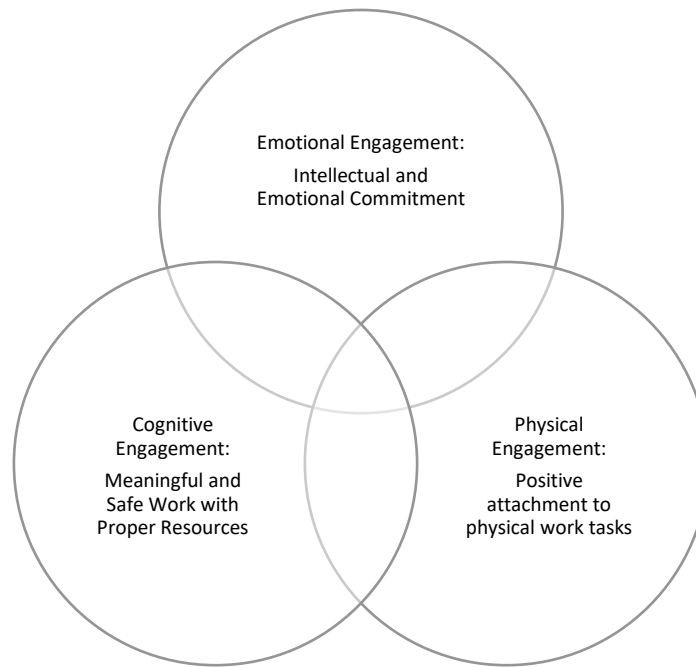 Emotional Engagement:
Intellectual and
Emotional Commitment
Cognitive
Engagement:
Meaningful and
Safe Work with
Proper Resources
Physical
Engagement:
Positive
attachment to
physical work tasks